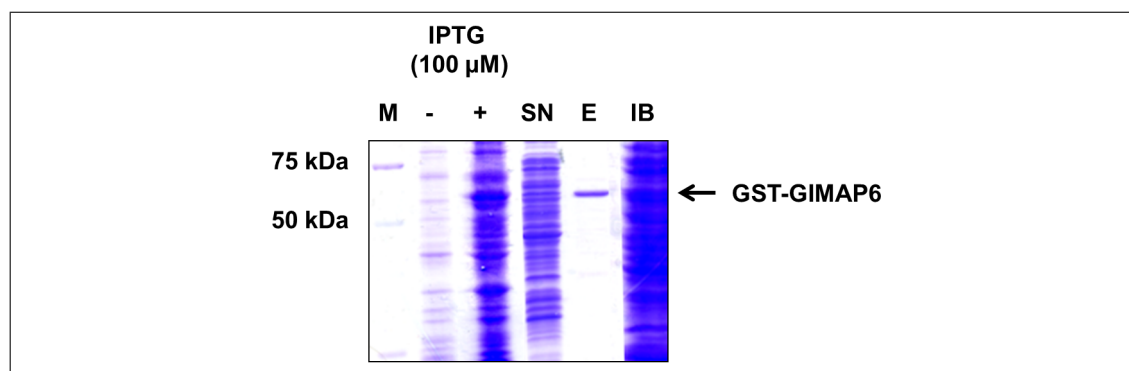 IPTG
(100 µM)
M - + SN E IB
75 kDa
GST-GIMAP6
50 kDa